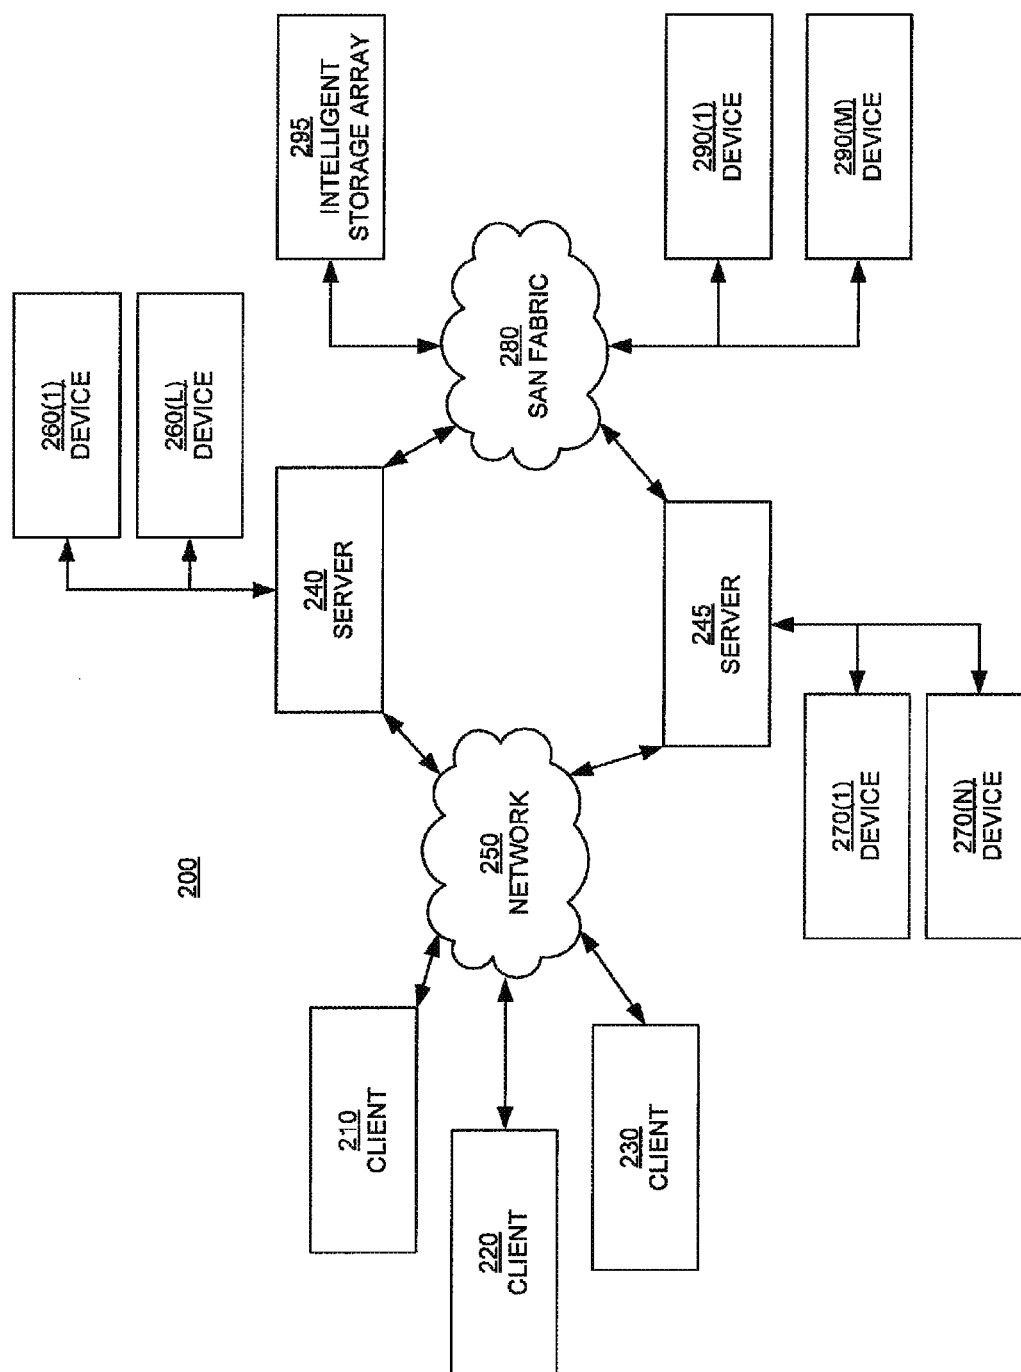 200
210
CLIENT
220
CLIENT
230
CLIENT
250
NETWORK
240
SERVER
245
SERVER
260(1)
DEVICE
260(L)
DEVICE
270(1)
DEVICE
270(N)
DEVICE
280
SAN FABRIC
295
INTELLIGENT
STORAGE ARRAY
290(1)
DEVICE
290(M)
DEVICE